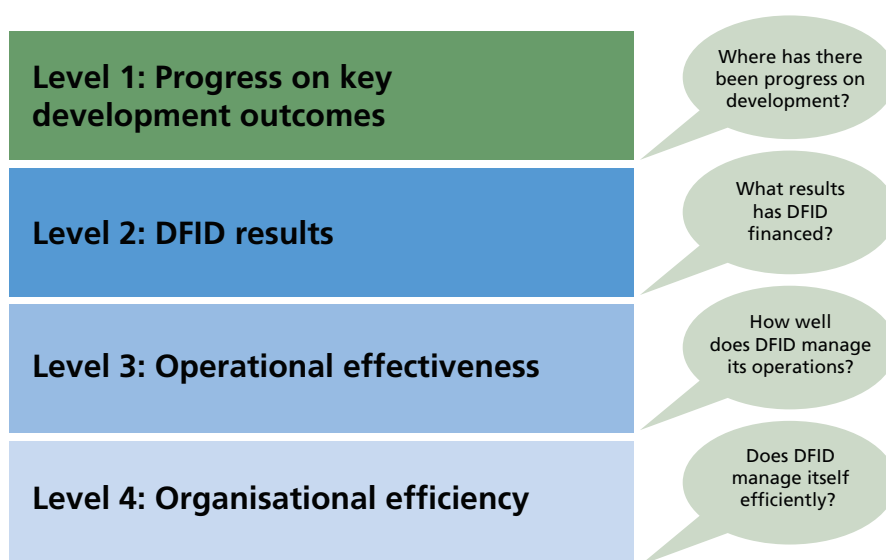 Level 1: Progress on key
development outcomes
Where has there
been progress on
development?
Level 2: DFID results
What results
has DFID
financed?
Level 3: Operational effectiveness
How well
does DFID manage
its operations?
Level 4: Organisational efficiency
Does DFID
manage itself
efficiently?